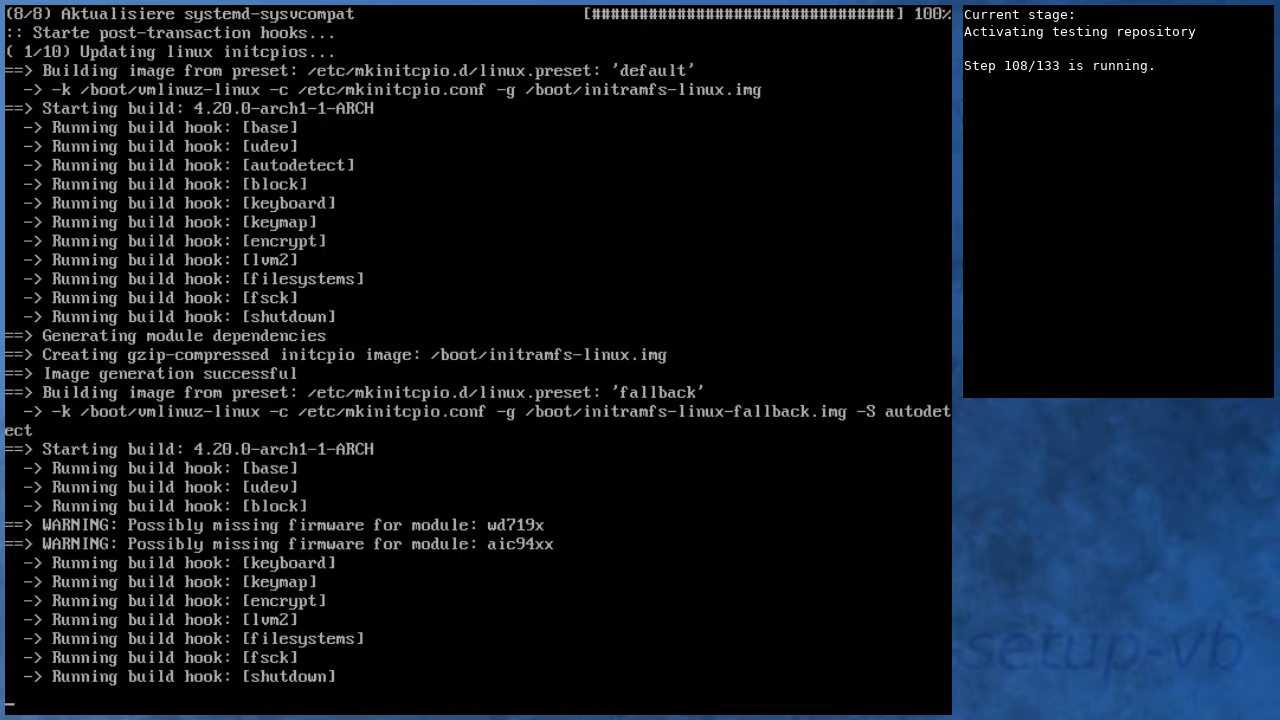 (8/8) Aktualisiere systemd-sysvcompat [################################] 100%
:: Starte post-transaction hooks...
( 1/10) Updating linux initcpios...
==> Building image from preset: /etc/mkinitcpio.d/linux.preset: 'default'
-> -k /boot/vmlinuz-linux -c /etc/mkinitcpio.conf -g /boot/initramfs-linux.img
==> Starting build: 4.20.0-arch1-1-ARCH
-> Running build hook: [base]
-> Running build hook: [udev]
-> Running build hook: [autodetect]
-> Running build hook: [block]
-> Running build hook: [keyboard]
-> Running build hook: [keymap]
-> Running build hook: [encrypt]
-> Running build hook: [lvm2]
-> Running build hook: [filesystems]
-> Running build hook: [fsck]
-> Running build hook: [shutdown]
==> Generating module dependencies
==> Creating gzip-compressed initcpio image: /boot/initramfs-linux.img
==> Image generation successful
==> Building image from preset: /etc/mkinitcpio.d/linux.preset: 'fallback'
-> -k /boot/vmlinuz-linux -c /etc/mkinitcpio.conf -g /boot/initramfs-linux-fallback.img -S autodet
ect
==> Starting build: 4.20.0-arch1-1-ARCH
-> Running build hook: [base]
-> Running build hook: [udev]
-> Running build hook: [block]
==> WARNING: Possibly missing firmware for module: wd719x
==> WARNING: Possibly missing firmware for module: aic94xx
-> Running build hook: [keyboard]
-> Running build hook: [keymap]
-> Running build hook: [encrypt]
-> Running build hook: [lvm2]
-> Running build hook: [filesystems]
-> Running build hook: [fsck]
-> Running build hook: [shutdown]
_
Current stage:
Activating testing repository
Step 108/133 is running.
-setup-vb